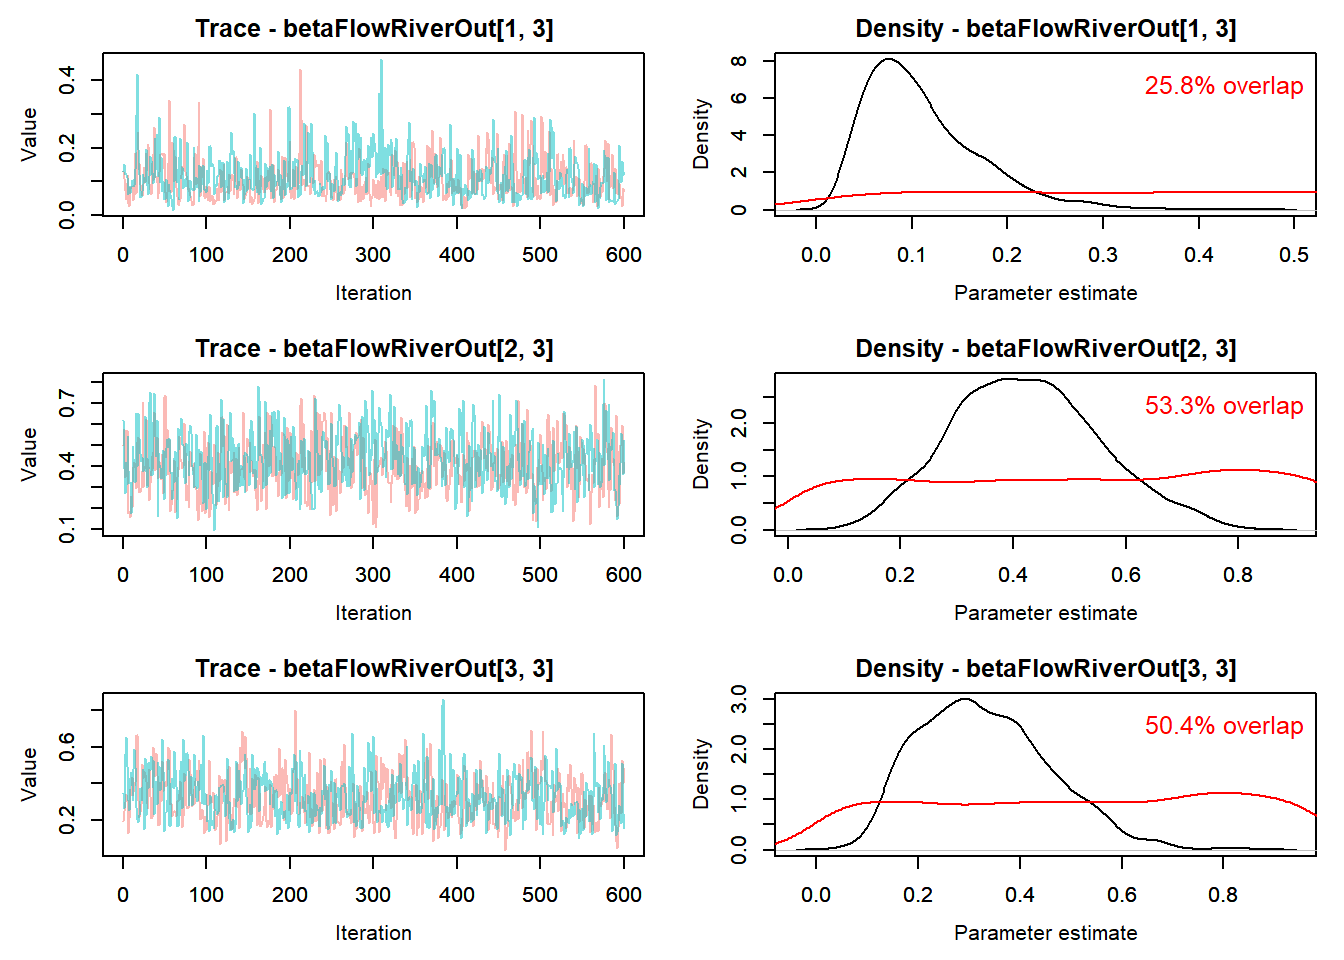 Trace - betaFlowRiverOut[1, 3]
Value
0.0 0.2 0.4
0 100 200 300 400 500 600
Iteration
Density - betaFlowRiverOut[1, 3]
Density
0 2 4 6 8
25.8% overlap
0.0 0.1 0.2 0.3 0.4 0.5
Parameter estimate
Trace - betaFlowRiverOut[2, 3]
Value
0.1 0.4 0.7
0 100 200 300 400 500 600
Iteration
Density - betaFlowRiverOut[2, 3]
Density
0.0 1.0 2.0
53.3% overlap
0.0 0.2 0.4 0.6 0.8
Parameter estimate
Trace - betaFlowRiverOut[3, 3]
Value
0.2 0.6
0 100 200 300 400 500 600
Iteration
Density - betaFlowRiverOut[3, 3]
Density
0.0 1.0 2.0 3.0
50.4% overlap
0.0 0.2 0.4 0.6 0.8
Parameter estimate